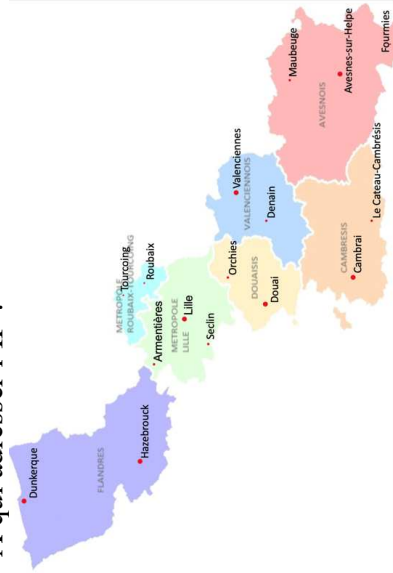 Dunkerque
FLANDRES
Hazebrouck
METROPOLE
ROUBAIX-TOURCOING
Tourcoing
Roubaix
Armentières
METROPOLE
LILLE
Lille
Seclin
Orchies
DOUAISIS
Douai
Valenciennes
VALENCIENNOIS
Denain
CAMBRESIS
Cambrai
Le Cateau-Cambrésis
Maubeuge
AVESNOIS
Avesnes-sur-Helpe
Fourmies